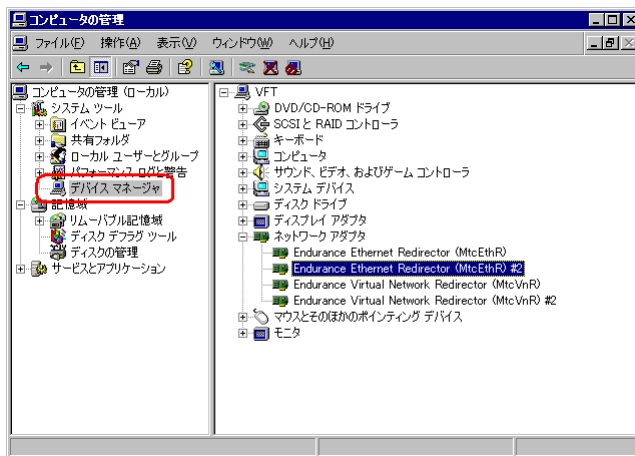 コンピュータの管理
ファイル(F) 操作(A) 表示(V) ウィンドウ(W) ヘルプ(H)
コンピュータの管理 (ローカル)
システム ツール
イベント ビューア
共有フォルダ
ローカル ユーザーとグループ
パフォーマンス ログと警告
デバイス マネージャ
記憶域
リムーバブル記憶域
ディスク デフラグ ツール
ディスクの管理
サービスとアプリケーション
VFT
DVD/CD-ROM ドライブ
SCSI と RAID コントローラ
キーボード
コンピュータ
サウンド、ビデオ、およびゲーム コントローラ
システム デバイス
ディスク ドライブ
ディスプレイ アダプタ
ネットワーク アダプタ
Endurance Ethernet Redirector (MtcEthR)
Endurance Ethernet Redirector (MtcEthR) #2
Endurance Virtual Network Redirector (MtcVnR)
Endurance Virtual Network Redirector (MtcVnR) #2
マウスとそのほかのポインティング デバイス
モニタ